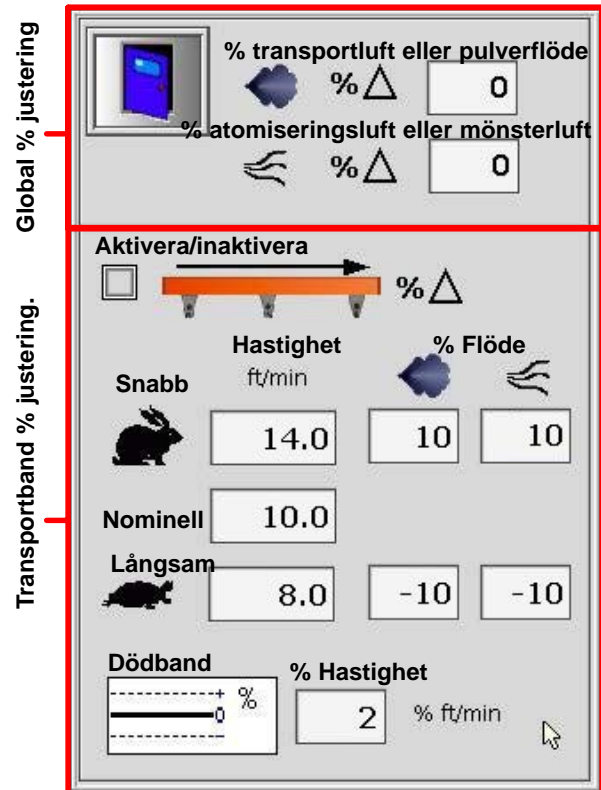 Global % justering
% transportluft eller pulverflöde
% Δ 0
% atomiseringsluft eller mönsterluft
% Δ 0
Transportband % justering.
Aktivera/inaktivera
% Δ
Hastighet % Flöde
Snabb ft/min
14.0 10 10
Nominell 10.0
Långsam
8.0 -10 -10
Dödband % Hastighet
+ % 0 - 2 % ft/min